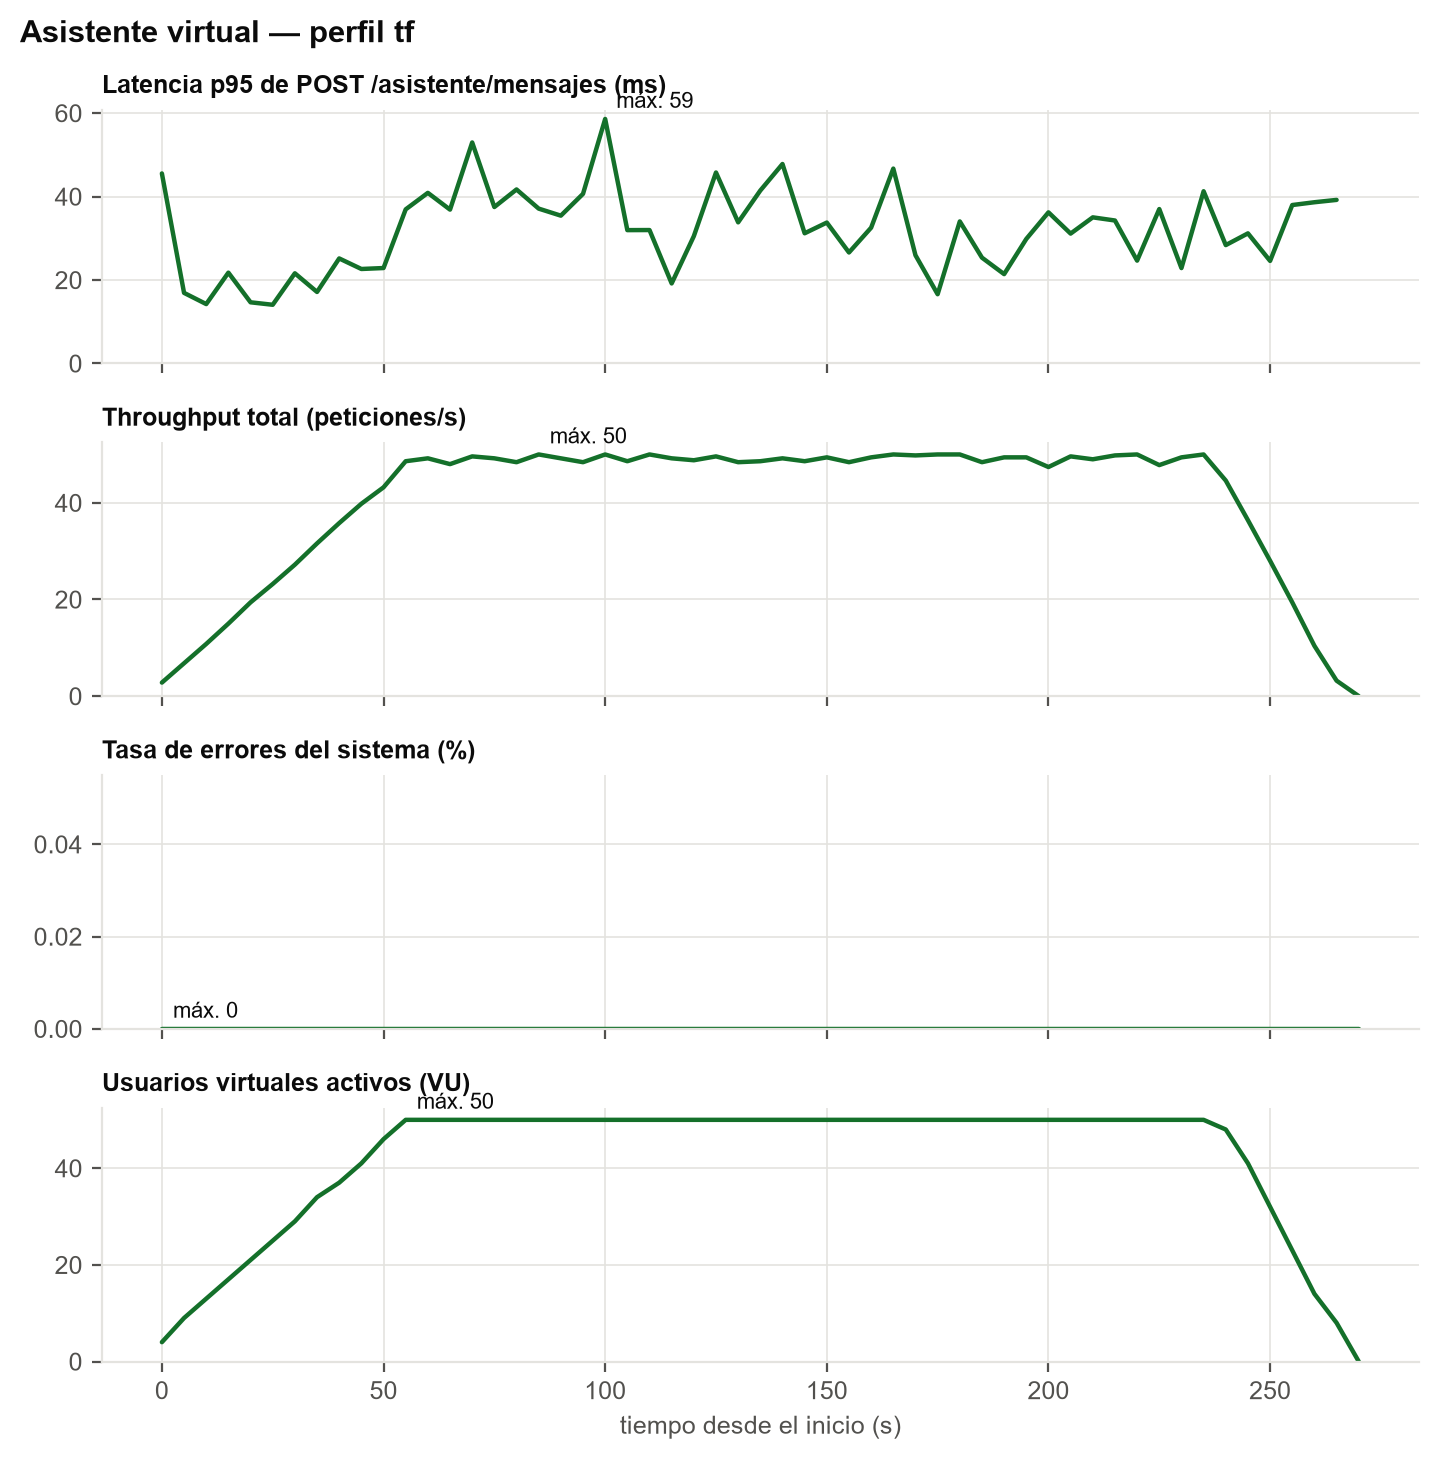 Asistente virtual — perfil tf
Latencia p95 de POST /asistente/mensajes (ms)
máx. 59
60
40
20
0
Throughput total (peticiones/s)
máx. 50
40
20
0
Tasa de errores del sistema (%)
0.04
0.02
máx. 0
0.00
Usuarios virtuales activos (VU)
máx. 50
40
20
0
0 50 100 150 200 250
tiempo desde el inicio (s)